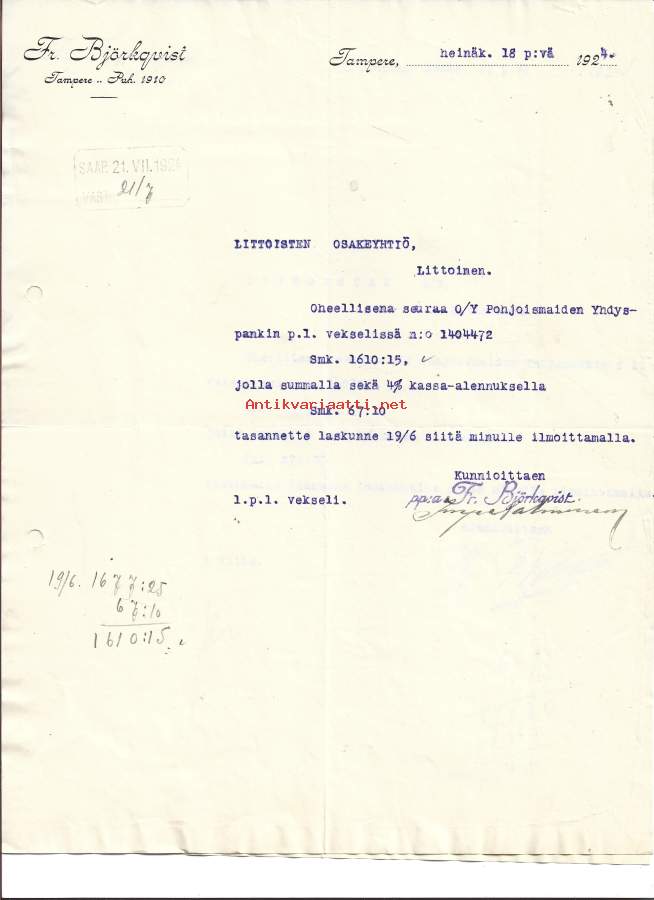 Fr. Björkqvist
Tampere .. Puh. 1910
Tampere, heinäk. 18 p:vä 1924.
SAAP. 21. VII. 1924
21/7
LITTOISTEN OSAKEYHTIÖ,
Littoinen.
Oheellisena seuraa O/Y Pohjoismaiden Yhdys-
pankin p.l. vekselissä n:o 1404472
Smk. 1610:15,
jolla summalla sekä 4% kassa-alennuksella
Antikvariaatti.net
Smk. 67:10
tasannette laskunne 19/6 siitä minulle ilmoittamalla.
Kunnioittaen
1.p.l. vekseli.
pp:a Fr. Björkqvist.
19/6. 1677:25
67:10
1610:15